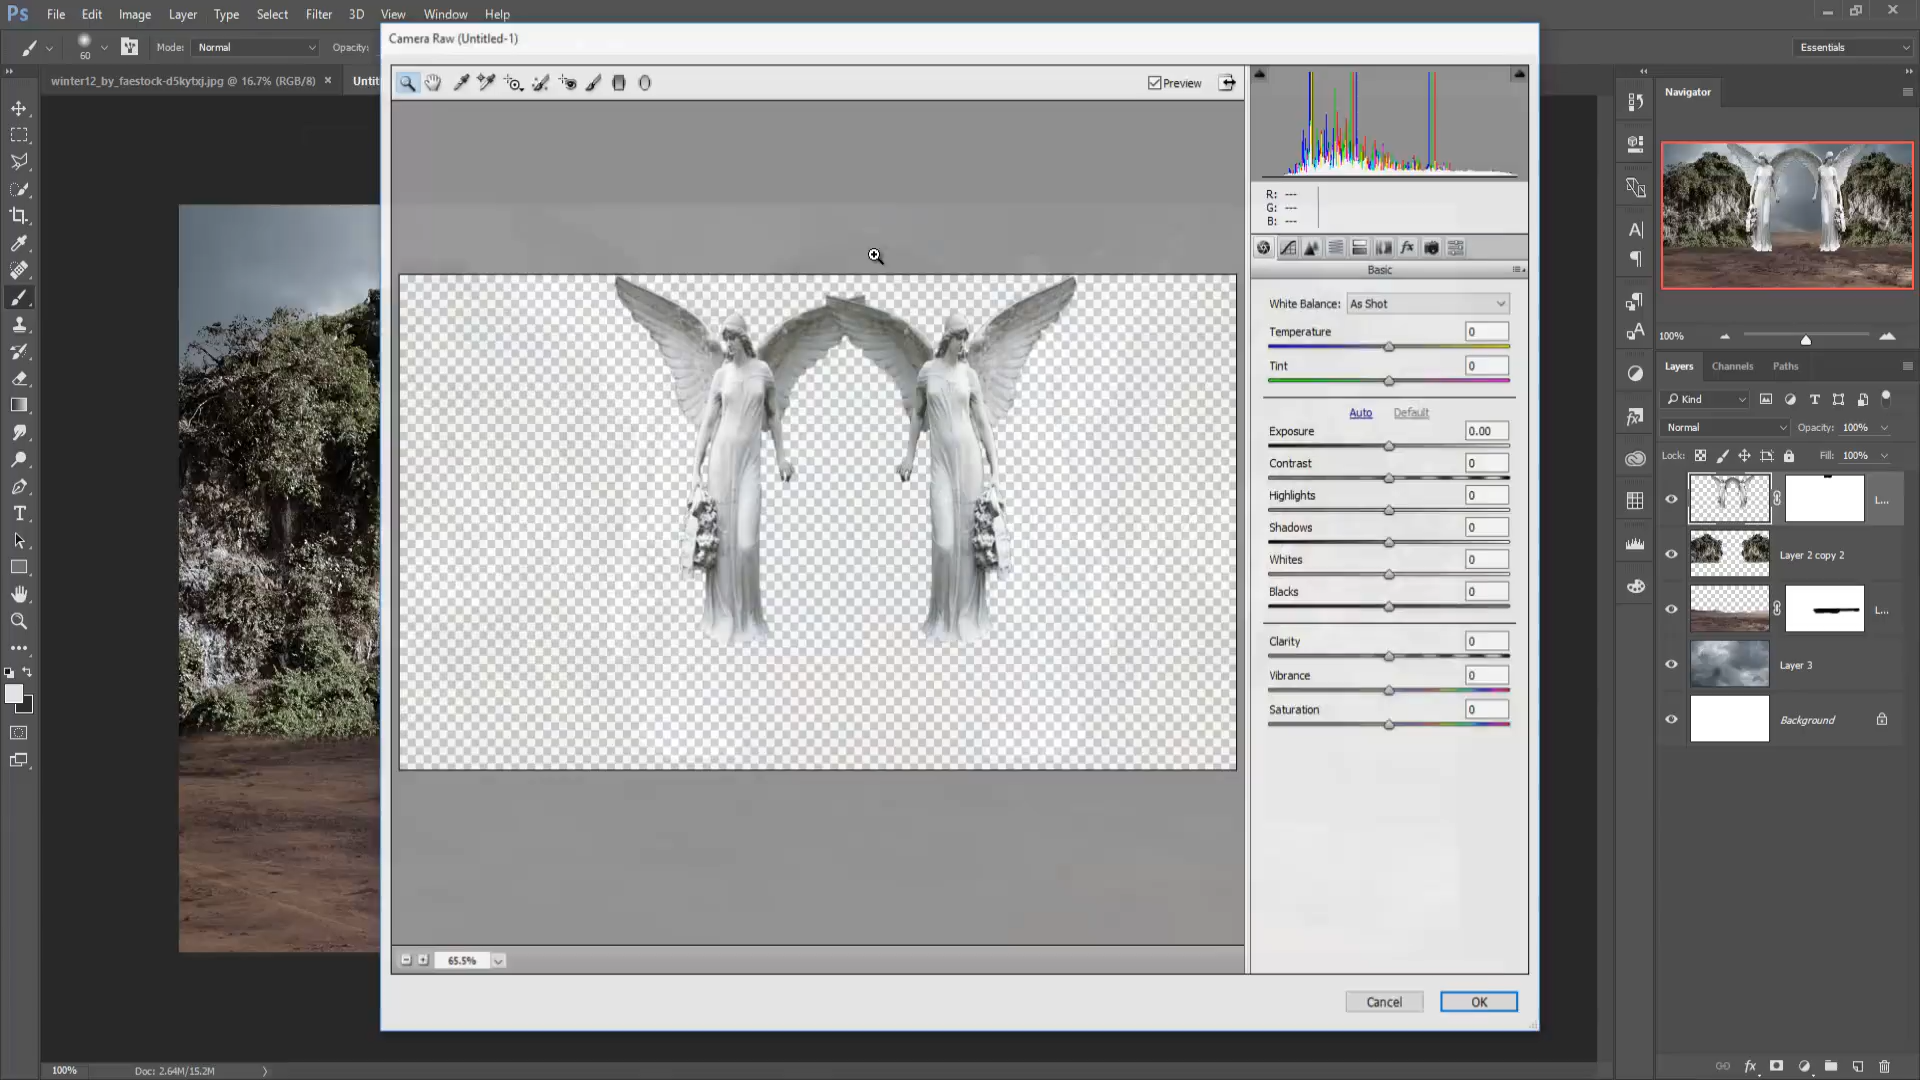 Ps File Edit Image Layer Type Select Filter 3D View Window Help
60 Mode: Normal Opacity: Essentials
winter12_by_faestock-d5kytxj.jpg @ 16.7% (RGB/8) × Untit
Camera Raw (Untitled-1)
Preview
R: ---
G: ---
B: ---
Basic
White Balance: As Shot
Temperature 0
Tint 0
Auto Default
Exposure 0.00
Contrast 0
Highlights 0
Shadows 0
Whites 0
Blacks 0
Clarity 0
Vibrance 0
Saturation 0
65.5%
Cancel OK
Navigator
100%
Layers Channels Paths
Kind
Normal Opacity: 100%
Lock: Fill: 100%
L...
Layer 2 copy 2
L...
Layer 3
Background
100% Doc: 2.64M/15.2M